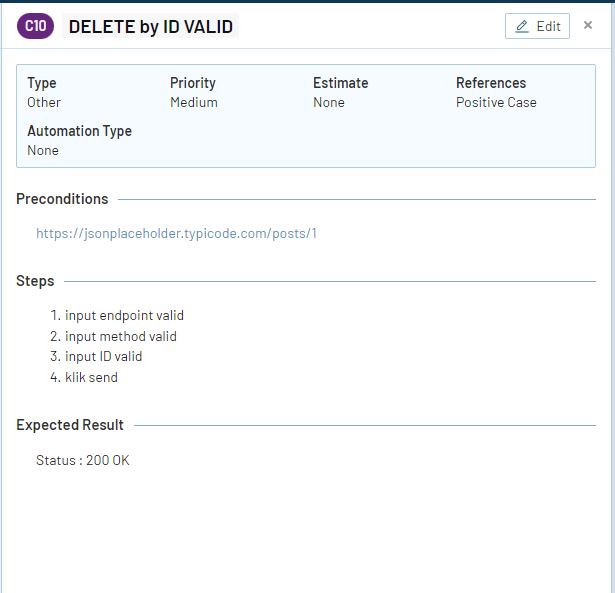 C10 DELETE by ID VALID Edit ×
Type Priority Estimate References
Other Medium None Positive Case
Automation Type
None
Preconditions
https://jsonplaceholder.typicode.com/posts/1
Steps
1. input endpoint valid
2. input method valid
3. input ID valid
4. klik send
Expected Result
Status : 200 OK